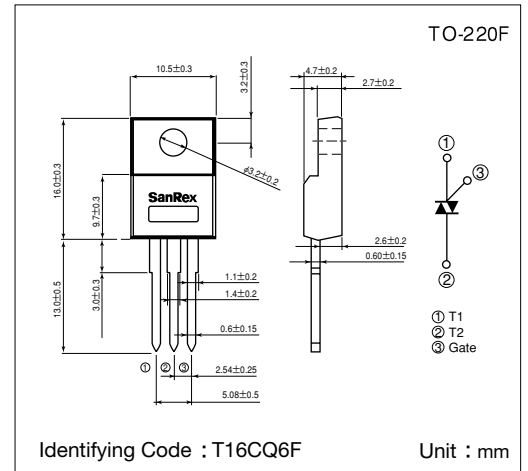 TO-220F
10.5±0.3
3.2±0.2
4.7±0.2
2.7±0.2
16.0±0.3
9.7±0.3
φ3.2±0.2
SanRex
13.0±0.5
3.0±0.3
1.1±0.2
1.4±0.2
0.6±0.15
2.54±0.25
5.08±0.5
① ② ③
2.6±0.2
0.60±0.15
①
③
②
① T1
② T2
③ Gate
Identifying Code：T16CQ6F
Unit：mm